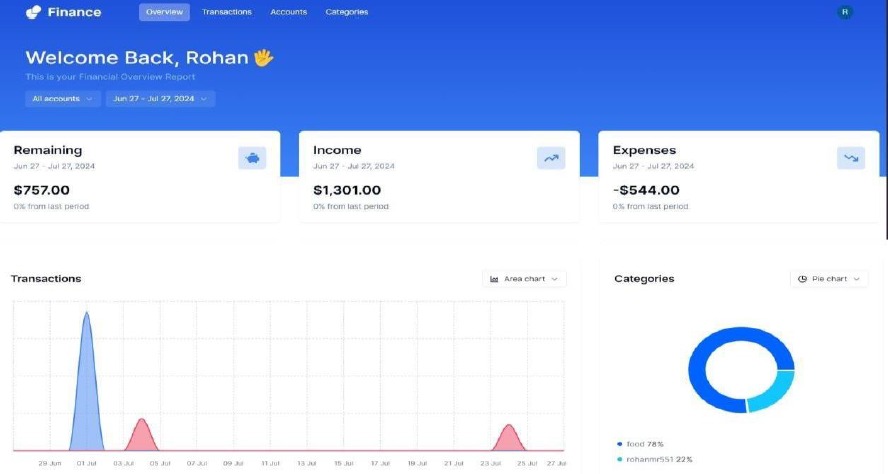 Finance Overview Transactions Accounts Categories R
Welcome Back, Rohan
This is your Financial Overview Report
All accounts Jun 27 - Jul 27, 2024
Remaining
Jun 27 - Jul 27, 2024
$757.00
0% from last period
Income
Jun 27 - Jul 27, 2024
$1,301.00
0% from last period
Expenses
Jun 27 - Jul 27, 2024
-$544.00
0% from last period
Transactions Area chart
29 Jun 01 Jul 03 Jul 05 Jul 07 Jul 09 Jul 11 Jul 13 Jul 15 Jul 17 Jul 19 Jul 21 Jul 23 Jul 25 Jul 27 Jul
Categories Pie chart
food 78%
rohanmr551 22%